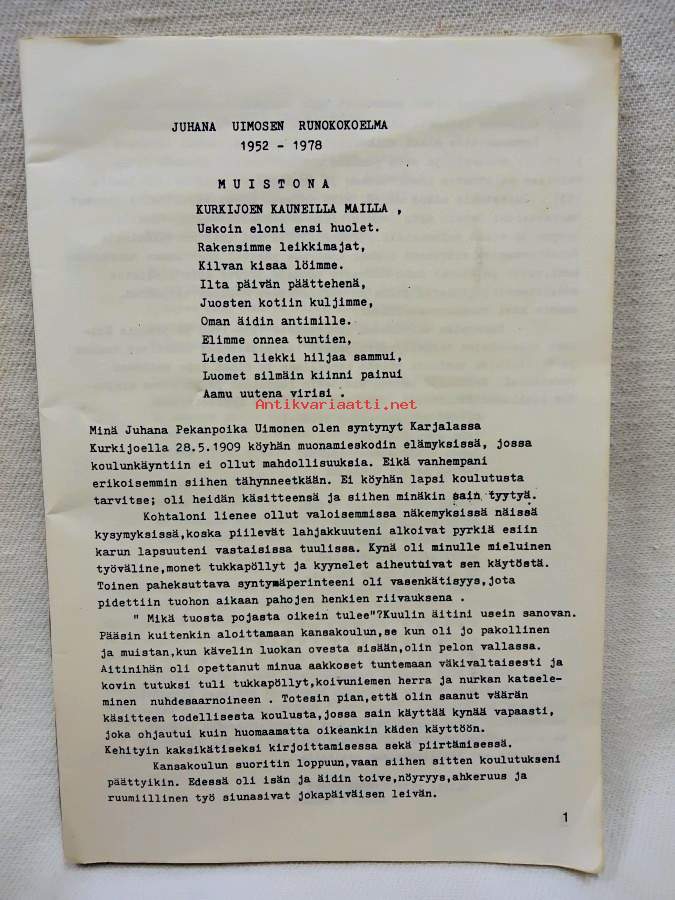 JUHANA UIMOSEN RUNOKOKOELMA
1952 - 1978
M U I S T O N A
KURKIJOEN KAUNEILLA MAILLA ,
Uskoin eloni ensi huolet.
Rakensimme leikkimajat,
Kilvan kisaa löimme.
Ilta päivän päättehenä,
Juosten kotiin kuljimme,
Oman äidin antimille.
Elimme onnea tuntien,
Lieden liekki hiljaa sammui,
Luomet silmäin kiinni painui
Aamu uutena virisi .
Antikvariaatti.net
Minä Juhana Pekanpoika Uimonen olen syntynyt Karjalassa
Kurkijoella 28.5.1909 köyhän muonamieskodin elämyksissä, jossa
koulunkäyntiin ei ollut mahdollisuuksia. Eikä vanhempani
erikoisemmin siihen tähynneetkään. Ei köyhän lapsi koulutusta
tarvitse; oli heidän käsitteensä ja siihen minäkin sain tyytyä.
Kohtaloni lienee ollut valoisemmissa näkemyksissä näissä
kysymyksissä,koska piilevät lahjakkuuteni alkoivat pyrkiä esiin
karun lapsuuteni vastaisissa tuulissa. Kynä oli minulle mieluinen
työväline,monet tukkapöllyt ja kyynelet aiheutuivat sen käytöstä.
Toinen paheksuttava syntymäperinteeni oli vasenkätisyys,jota
pidettiin tuohon aikaan pahojen henkien riivauksena .
" Mikä tuosta pojasta oikein tulee"?Kuulin äitini usein sanovan.
Pääsin kuitenkin aloittamaan kansakoulun,se kun oli jo pakollinen
ja muistan,kun kävelin luokan ovesta sisään,olin pelon vallassa.
Aitinihän oli opettanut minua aakkoset tuntemaan väkivaltaisesti ja
kovin tutuksi tuli tukkapöllyt,koivuniemen herra ja nurkan katsele-
minen nuhdesaarnoineen . Totesin pian,että olin saanut väärän
käsitteen todellisesta koulusta,jossa sain käyttää kynää vapaasti,
joka ohjautui kuin huomaamatta oikeankin käden käyttöön.
Kehityin kaksikätiseksi kirjoittamisessa sekä piirtämisessä.
Kansakoulun suoritin loppuun,vaan siihen sitten koulutukseni
päättyikin. Edessä oli isän ja äidin toive,nöyryys,ahkeruus ja
ruumiillinen työ siunasivat jokapäiväisen leivän.
1